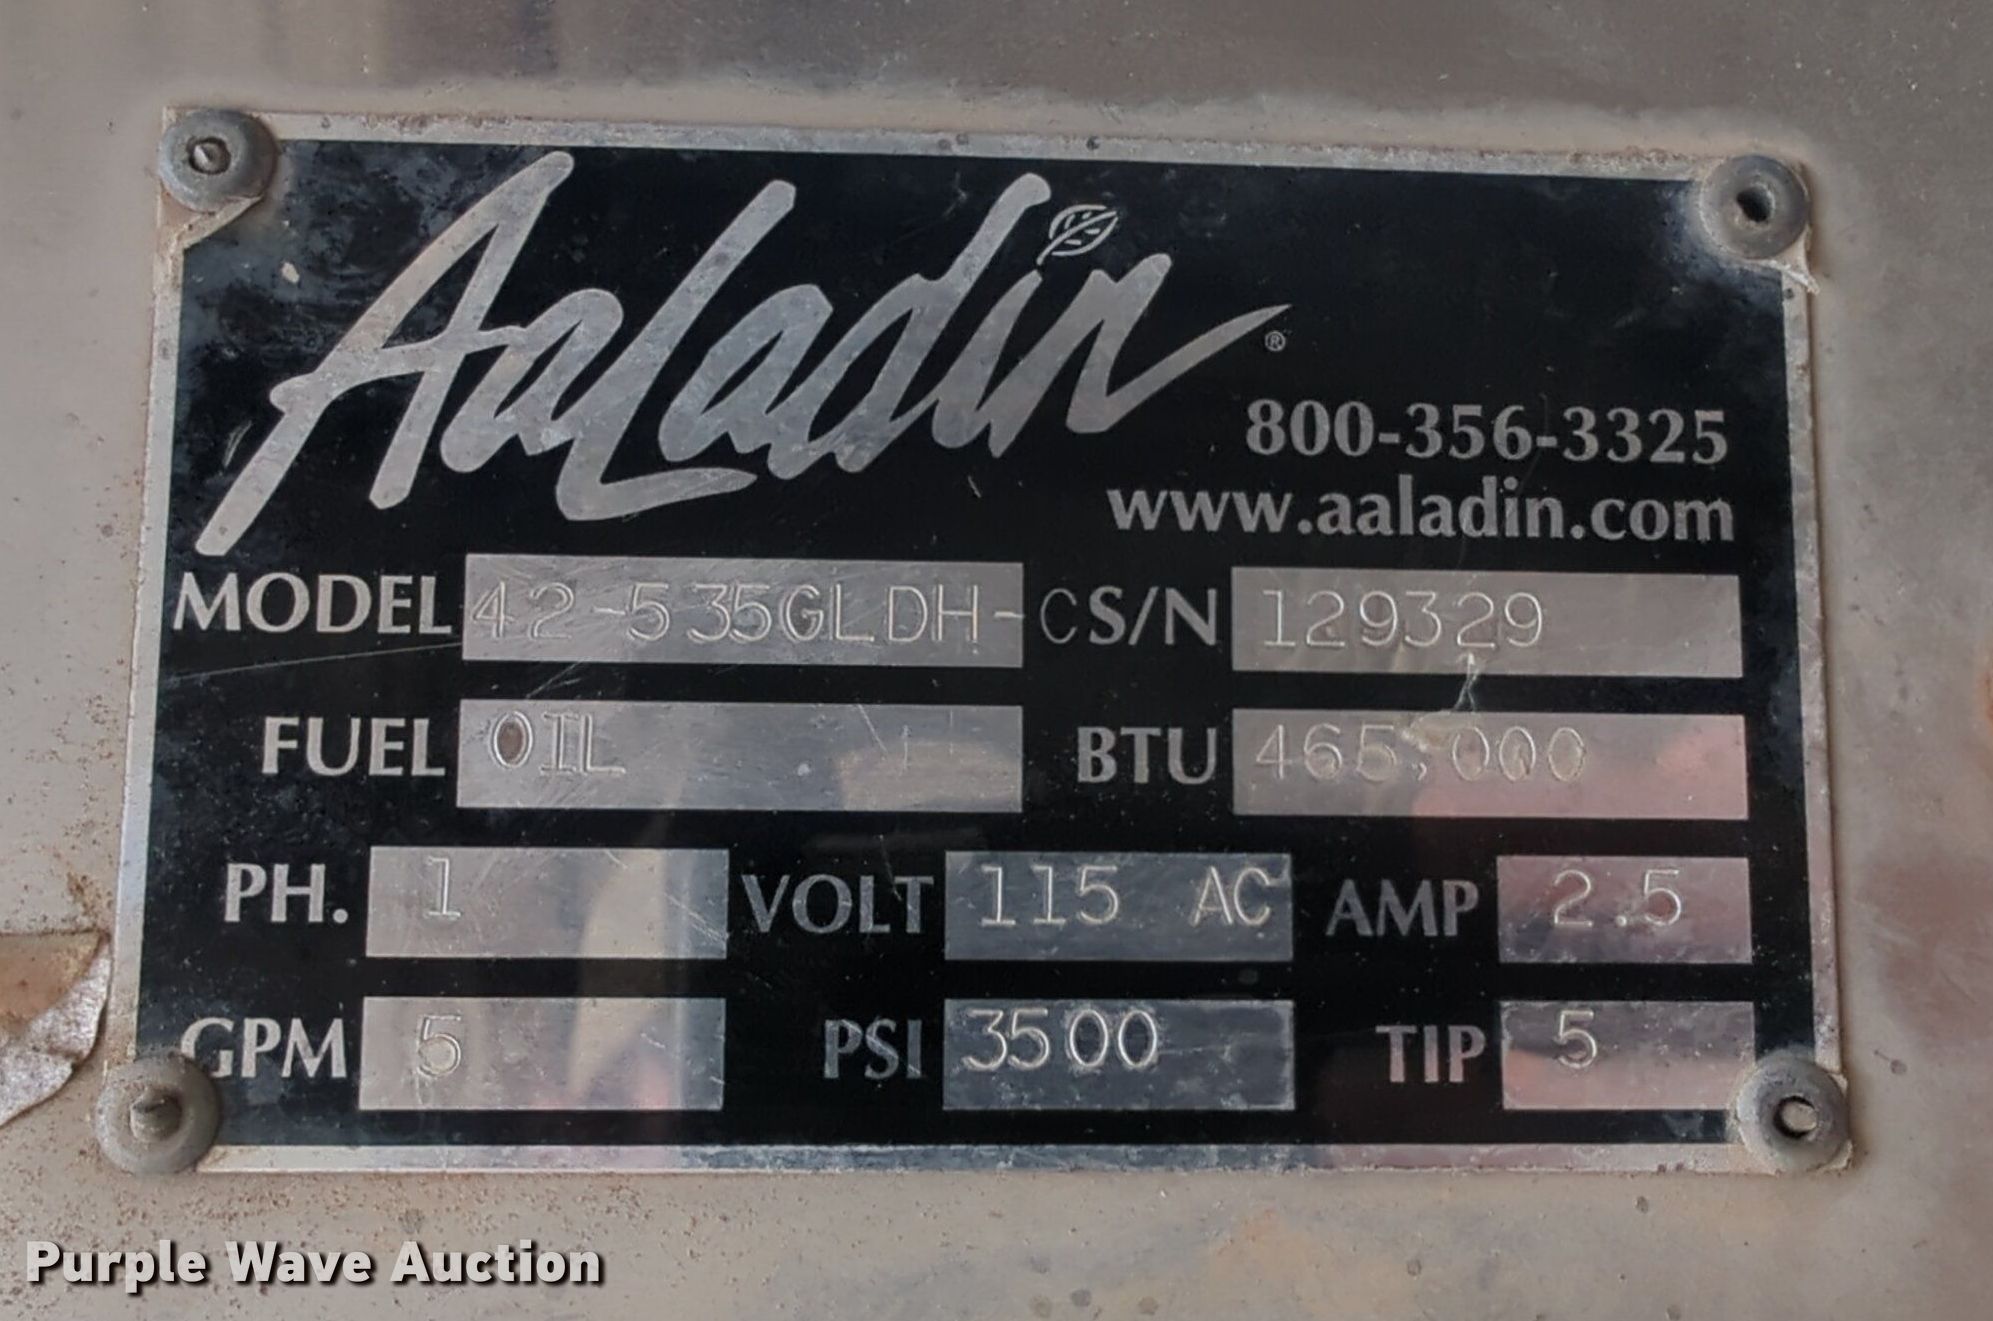 AaLadin®
800-356-3325
www.aaladin.com
MODEL 42-535GLDH-C S/N 129329
FUEL OIL BTU 465,000
PH. 1 VOLT 115 AC AMP 2.5
GPM 5 PSI 3500 TIP 5
Purple Wave Auction